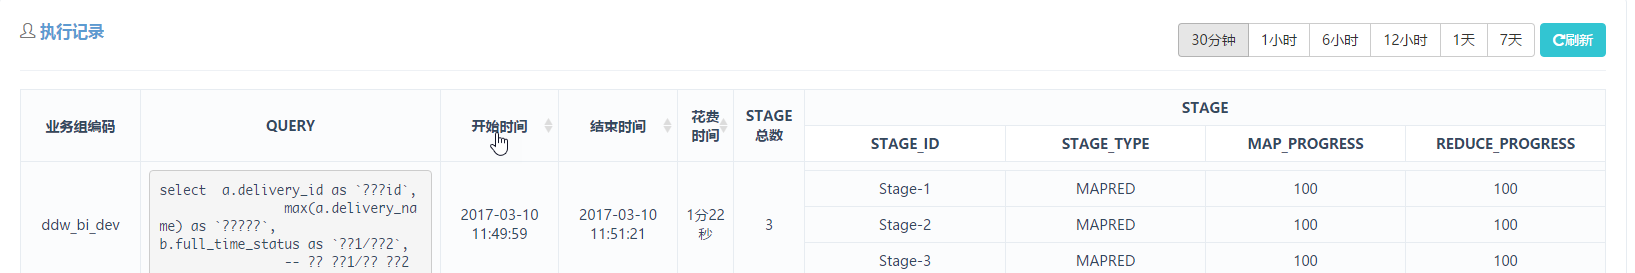 执行记录
30分钟 1小时 6小时 12小时 1天 7天 刷新
业务组编码 QUERY 开始时间 结束时间 花费时间 STAGE总数 STAGE
STAGE_ID STAGE_TYPE MAP_PROGRESS REDUCE_PROGRESS
ddw_bi_dev
select  a.delivery_id as `???id`,
max(a.delivery_na
me) as `?????`,
b.full_time_status as `??1/??2`,
-- ?? ??1/?? ??2
2017-03-10
11:49:59
2017-03-10
11:51:21
1分22
秒
3
Stage-1 MAPRED 100 100
Stage-2 MAPRED 100 100
Stage-3 MAPRED 100 100